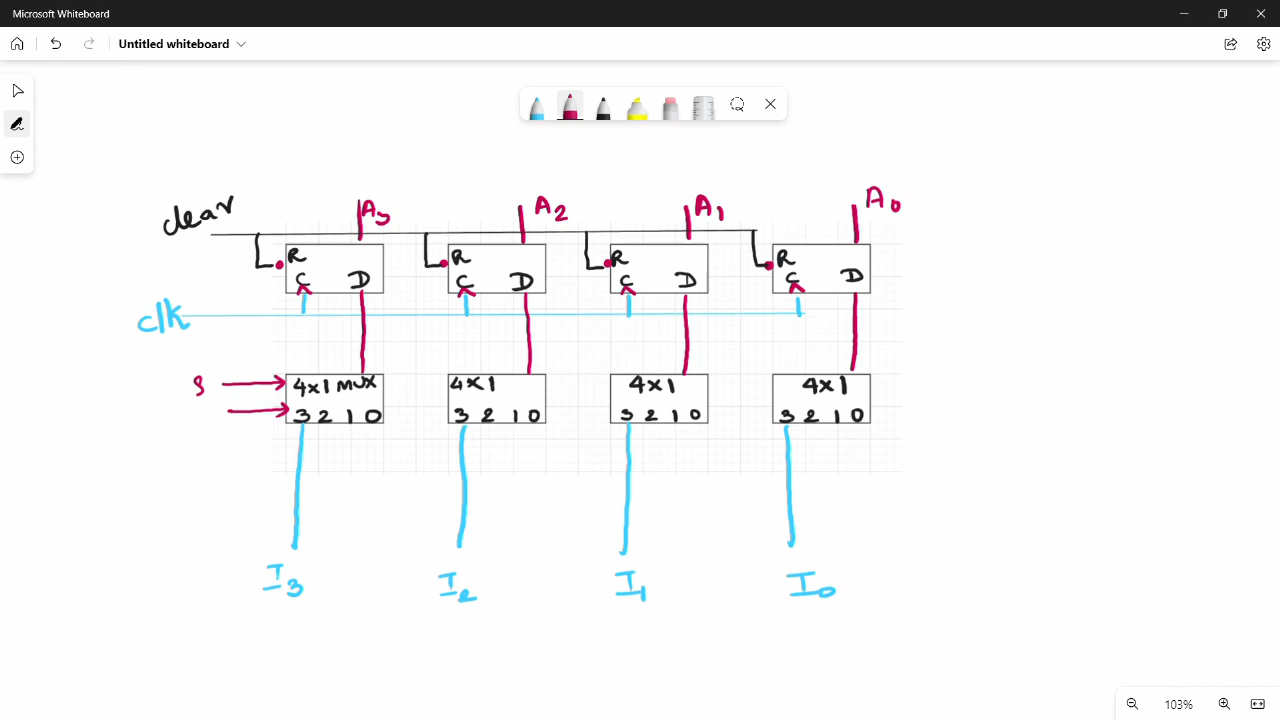 Microsoft Whiteboard
Untitled whiteboard
clear A3 A2 A1 A0
R R R R
C D C D C D C D
clk
S 4x1 MUX 4x1 4x1 4x1
3 2 1 0 3 2 1 0 3 2 1 0 3 2 1 0
I3 I2 I1 I0
103%